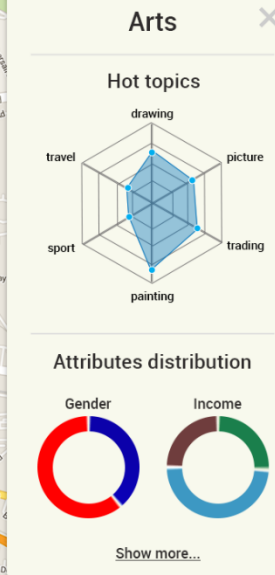 Arts
Hot topics
drawing
travel
picture
sport
trading
painting
Attributes distribution
Gender
Income
Show more...